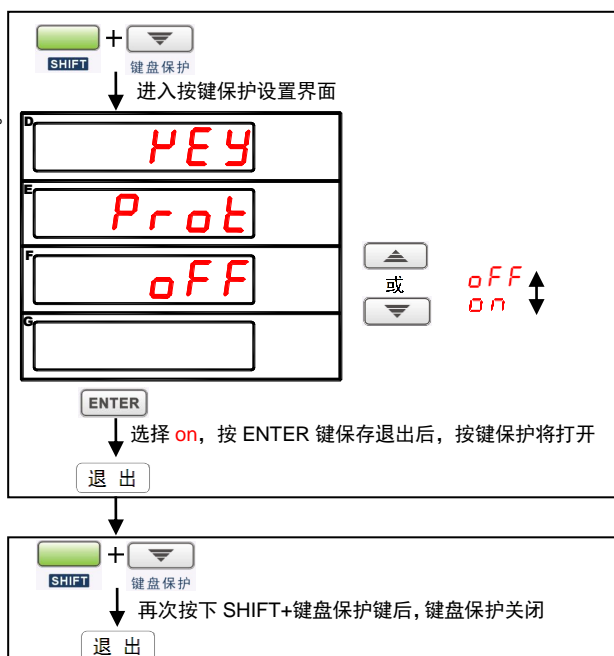 +
SHIFT 键盘保护
进入按键保护设置界面
D
KEY
E
Prot
F
oFF
或
oFF
on
G
ENTER
选择 on，按 ENTER 键保存退出后，按键保护将打开
退 出
+
SHIFT 键盘保护
再次按下 SHIFT+键盘保护键后，键盘保护关闭
退 出